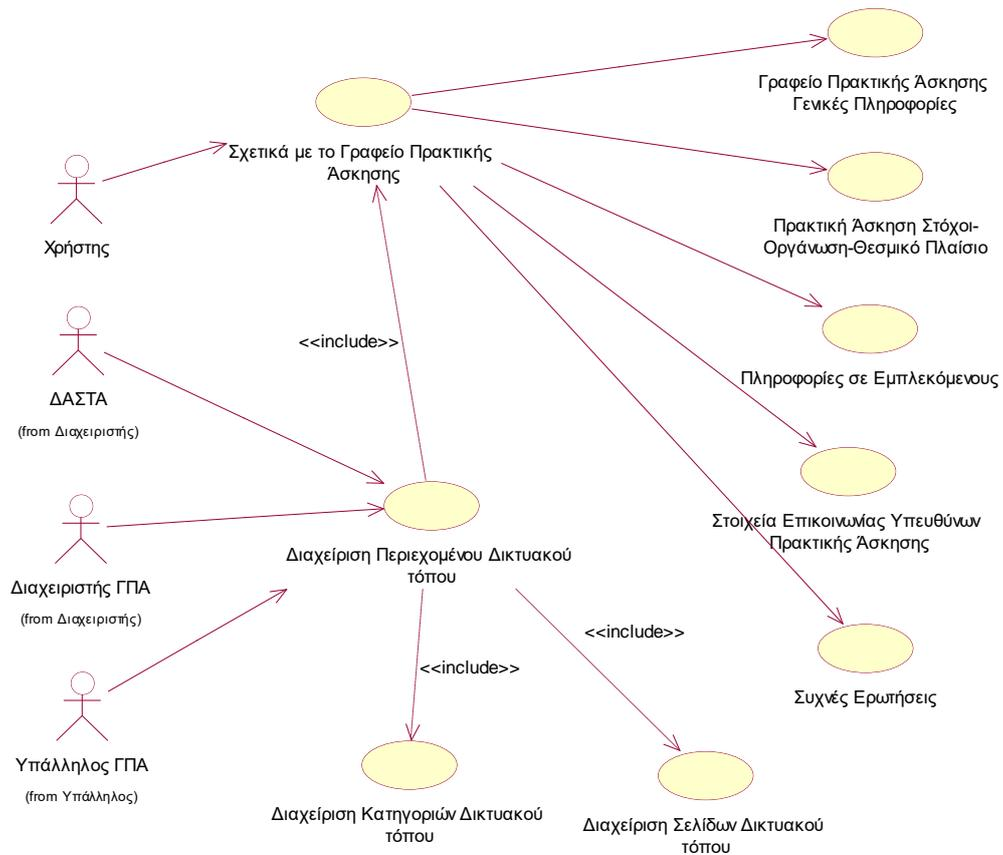 Γραφείο Πρακτικής Άσκησης
Γενικές Πληροφορίες
Σχετικά με το Γραφείο Πρακτικής
Άσκησης
Χρήστης
Πρακτική Άσκηση Στόχοι-
Οργάνωση-Θεσμικό Πλαίσιο
<<include>>
Πληροφορίες σε Εμπλεκόμενους
ΔΑΣΤΑ
(from Διαχειριστής)
Στοιχεία Επικοινωνίας Υπευθύνων
Πρακτικής Άσκησης
Διαχείριση Περιεχομένου Δικτυακού
τόπου
Διαχειριστής ΓΠΑ
(from Διαχειριστής)
<<include>>
<<include>>
Συχνές Ερωτήσεις
Υπάλληλος ΓΠΑ
(from Υπάλληλος)
Διαχείριση Κατηγοριών Δικτυακού
τόπου
Διαχείριση Σελίδων Δικτυακού
τόπου